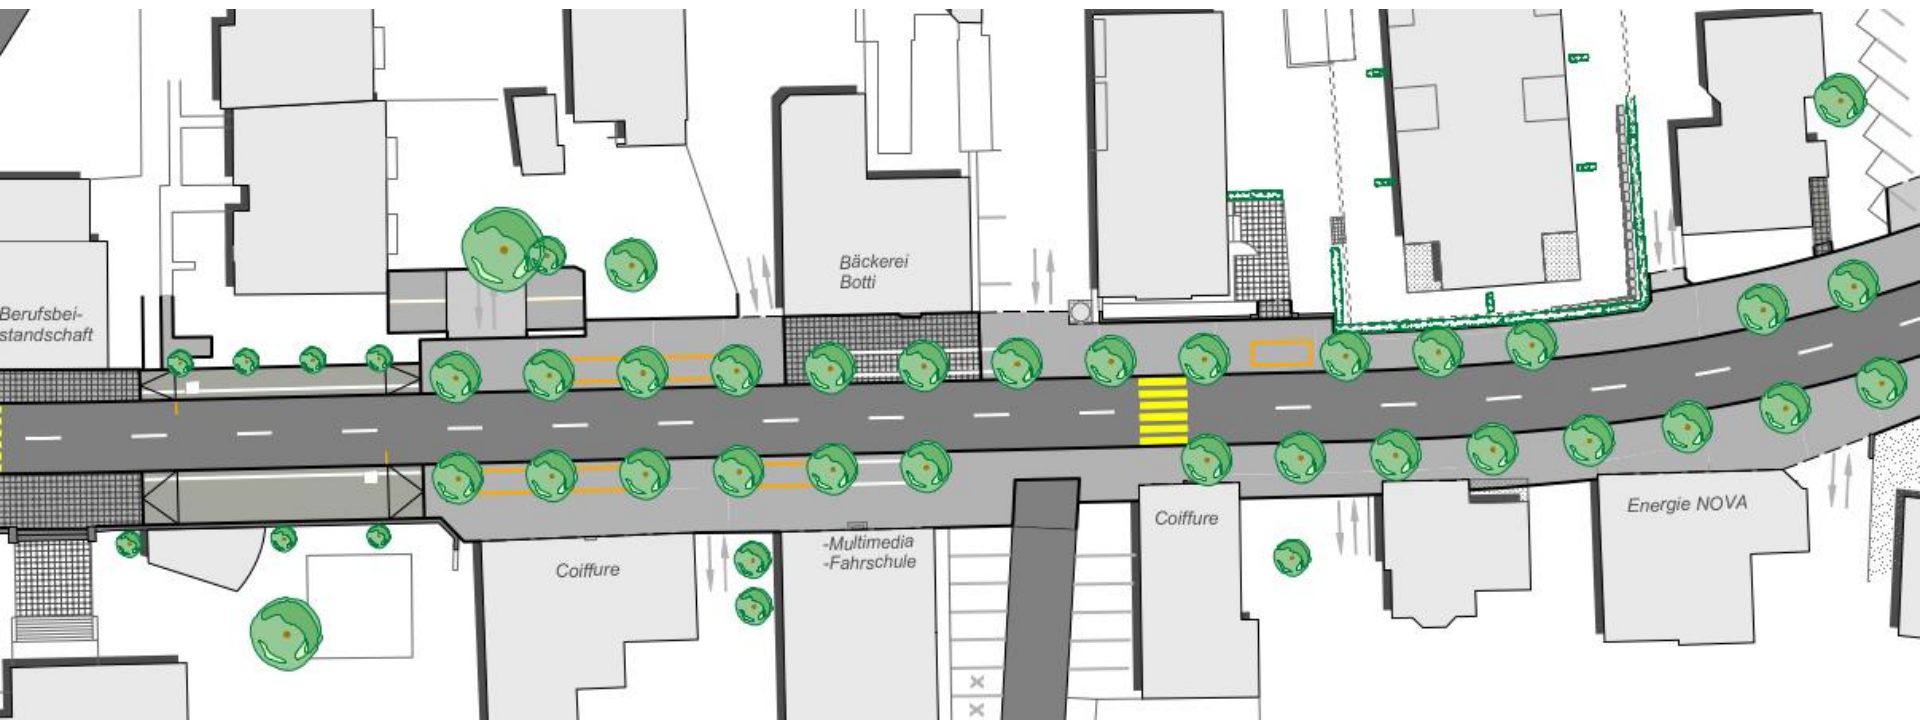 Berufsbei-
standschaft
Bäckerei
Botti
Coiffure
-Multimedia
-Fahrschule
Coiffure
Energie NOVA